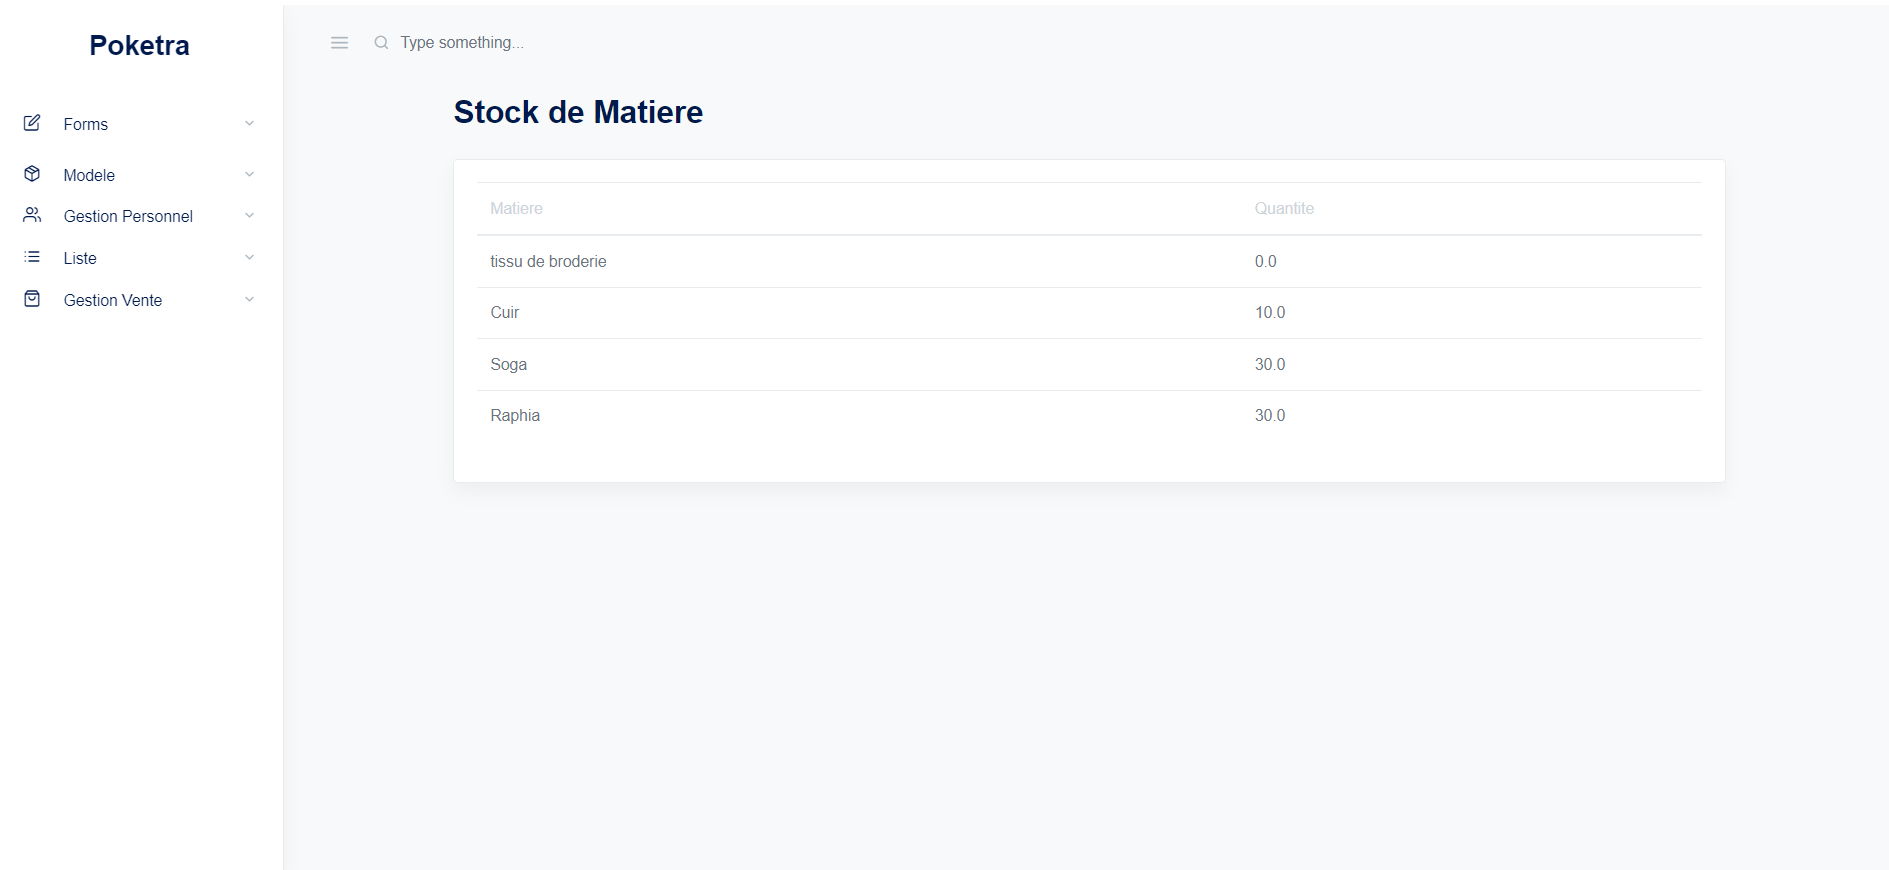 Poketra
Type something...
Forms
Modele
Gestion Personnel
Liste
Gestion Vente
Stock de Matiere
Matiere Quantite
tissu de broderie 0.0
Cuir 10.0
Soga 30.0
Raphia 30.0